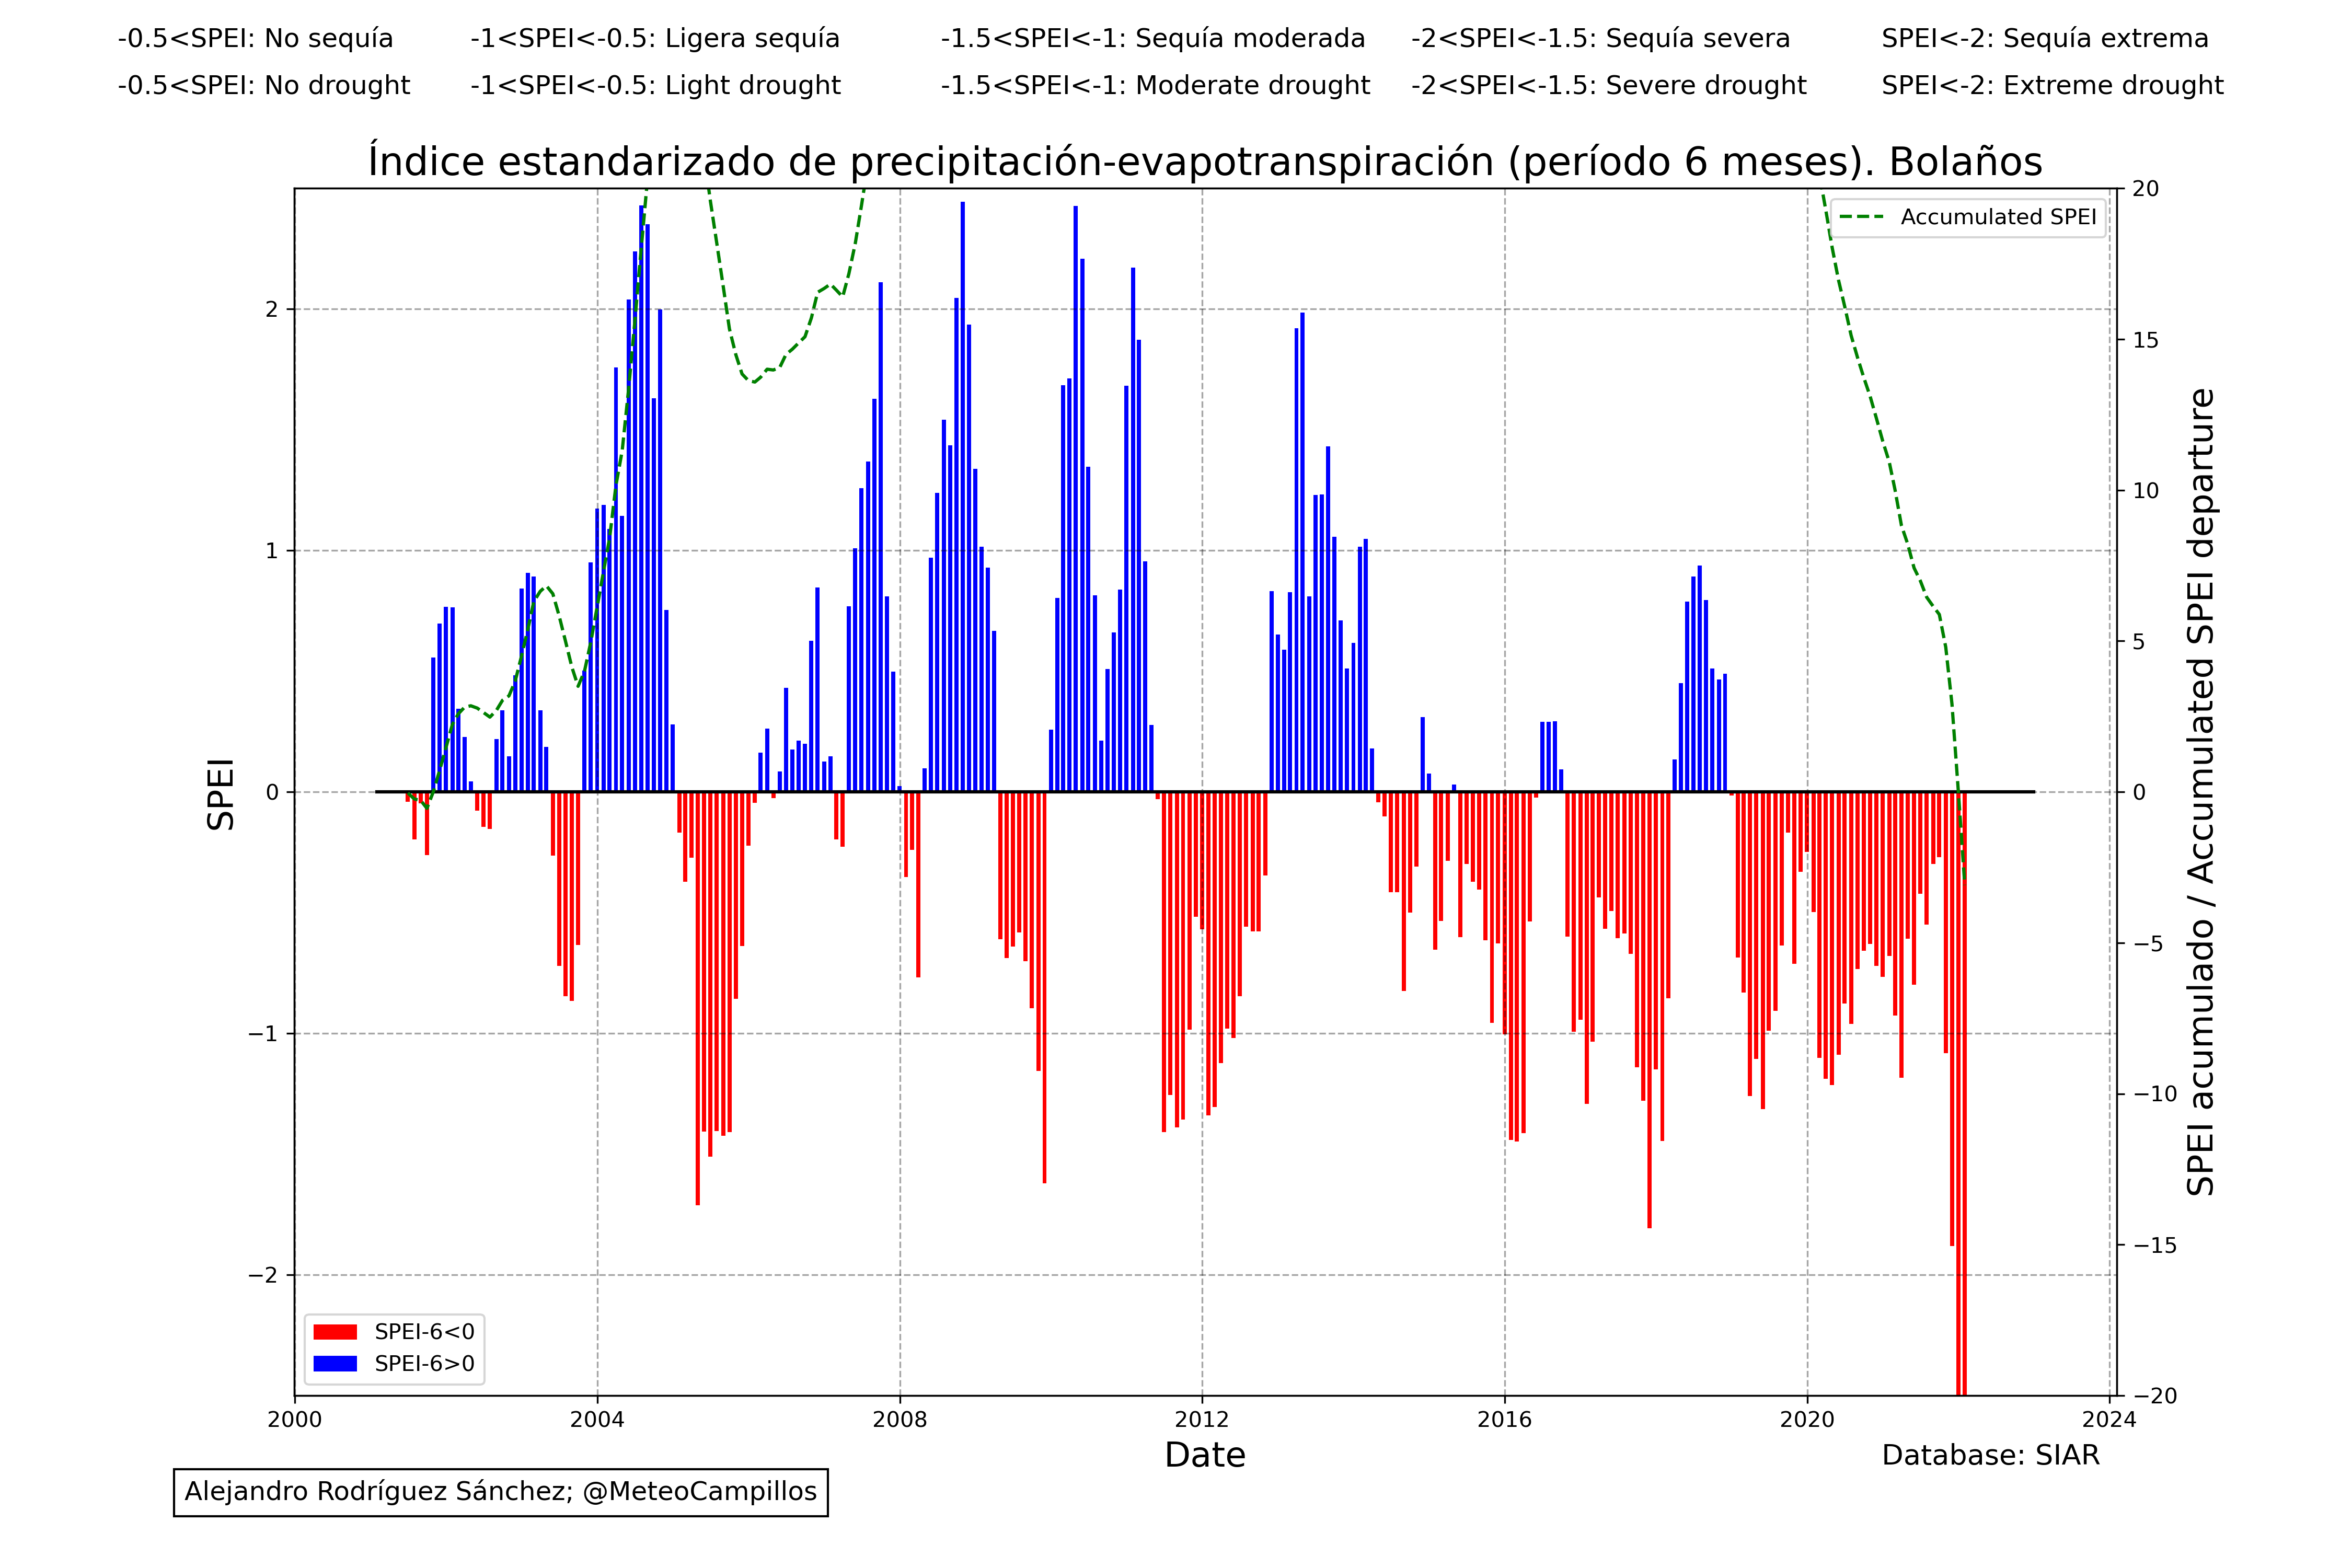 -0.5<SPEI: No sequía -1<SPEI<-0.5: Ligera sequía -1.5<SPEI<-1: Sequía moderada -2<SPEI<-1.5: Sequía severa SPEI<-2: Sequía extrema
-0.5<SPEI: No drought -1<SPEI<-0.5: Light drought -1.5<SPEI<-1: Moderate drought -2<SPEI<-1.5: Severe drought SPEI<-2: Extreme drought
Índice estandarizado de precipitación-evapotranspiración (período 6 meses). Bolaños
Accumulated SPEI
SPEI
2
1
0
−1
−2
20
15
10
5
0
−5
−10
−15
−20
SPEI acumulado / Accumulated SPEI departure
SPEI-6<0
SPEI-6>0
2000 2004 2008 2012 2016 2020 2024
Date
Database: SIAR
Alejandro Rodríguez Sánchez; @MeteoCampillos